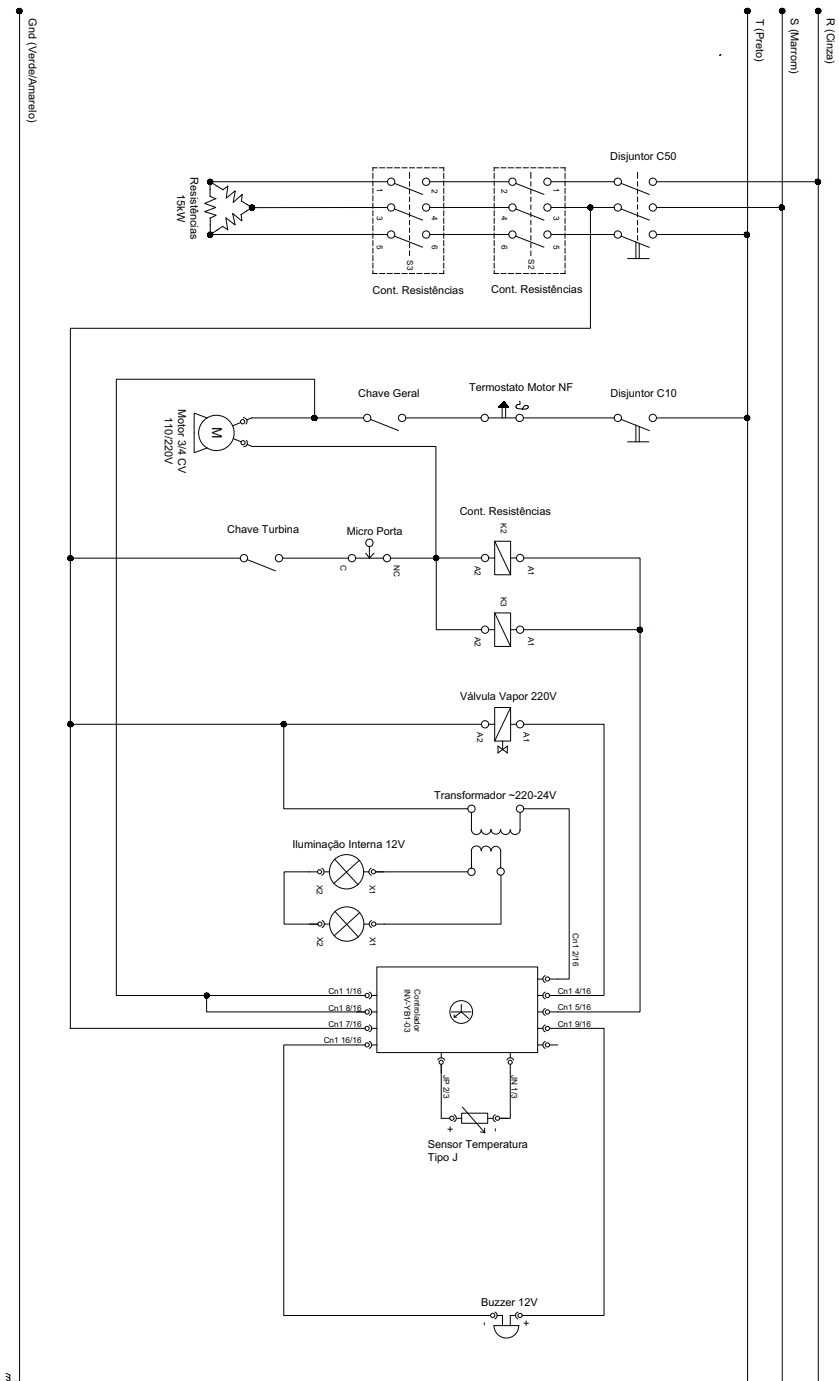 R (Cinza)
S (Marrom)
T (Preto)
Gnd (Verde/Amarelo)
Disjuntor C50
1
2
2
1
3
4
4
3
5
6
6
5
S3
S2
Resistências
15kW
Cont. Resistências
Cont. Resistências
Chave Geral
Termostato Motor NF
Disjuntor C10
M
Motor 3/4 CV
110/220V
Cont. Resistências
K2
A2
A1
Chave Turbina
Micro Porta
C
NC
K3
A2
A1
Válvula Vapor 220V
A2
A1
Transformador ~220-24V
Iluminação Interna 12V
X2
X1
X2
X1
Cn1 2/16
Controlador
INV-YB1-03
Cn1 1/16
Cn1 8/16
Cn1 7/16
Cn1 16/16
Cn1 4/16
Cn1 5/16
Cn1 9/16
JP 2/3
JN 1/3
+
-
Sensor Temperatura
Tipo J
Buzzer 12V
-
+